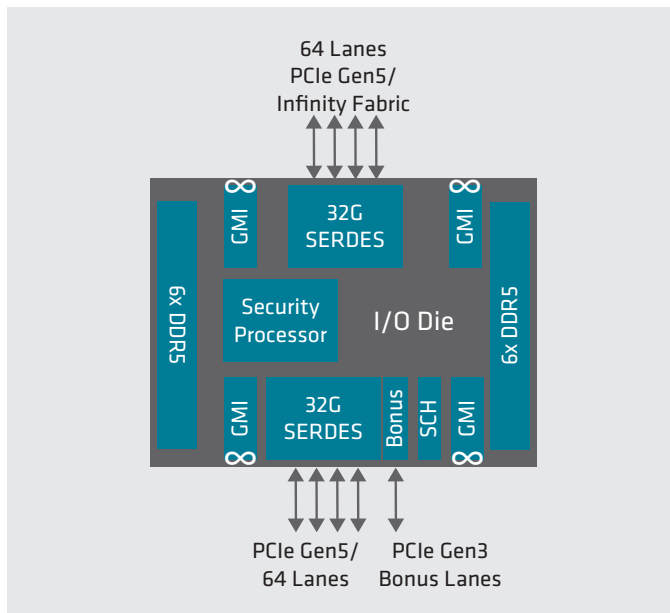 64 Lanes
PCIe Gen5/
Infinity Fabric
GMI
32G
SERDES
GMI
6x DDR5
Security
Processor
I/O Die
6x DDR5
GMI
32G
SERDES
Bonus
SCH
GMI
PCIe Gen5/
64 Lanes
PCIe Gen3
Bonus Lanes